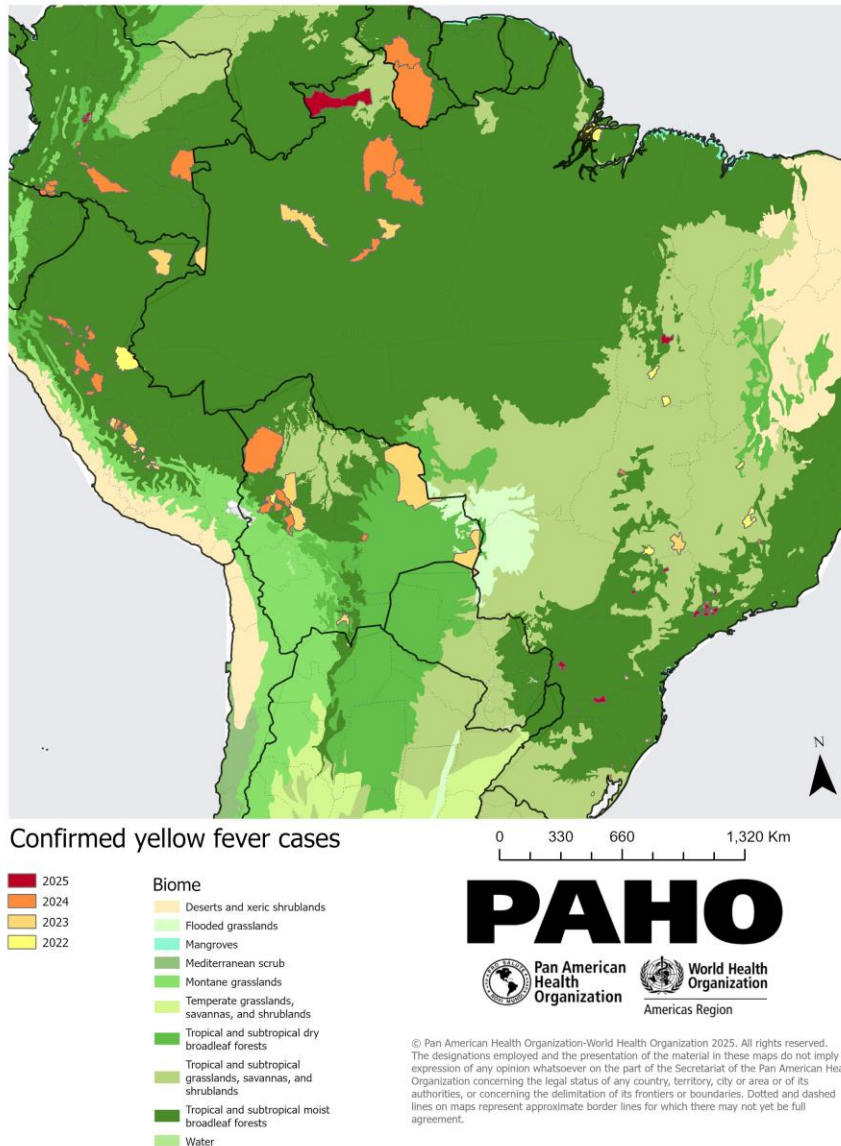 N
Confirmed yellow fever cases
2025
2024
2023
2022
Biome
Deserts and xeric shrublands
Flooded grasslands
Mangroves
Mediterranean scrub
Montane grasslands
Temperate grasslands,
savannas, and shrublands
Tropical and subtropical dry
broadleaf forests
Tropical and subtropical
grasslands, savannas, and
shrublands
Tropical and subtropical moist
broadleaf forests
Water
0 330 660 1,320 Km
PAHO
PRO SALUTE
NOVI MUNDI
Pan American
Health
Organization
World Health
Organization
Americas Region
© Pan American Health Organization-World Health Organization 2025. All rights reserved.
The designations employed and the presentation of the material in these maps do not imply
expression of any opinion whatsoever on the part of the Secretariat of the Pan American Hea
Organization concerning the legal status of any country, territory, city or area or of its
authorities, or concerning the delimitation of its frontiers or boundaries. Dotted and dashed
lines on maps represent approximate border lines for which there may not yet be full
agreement.